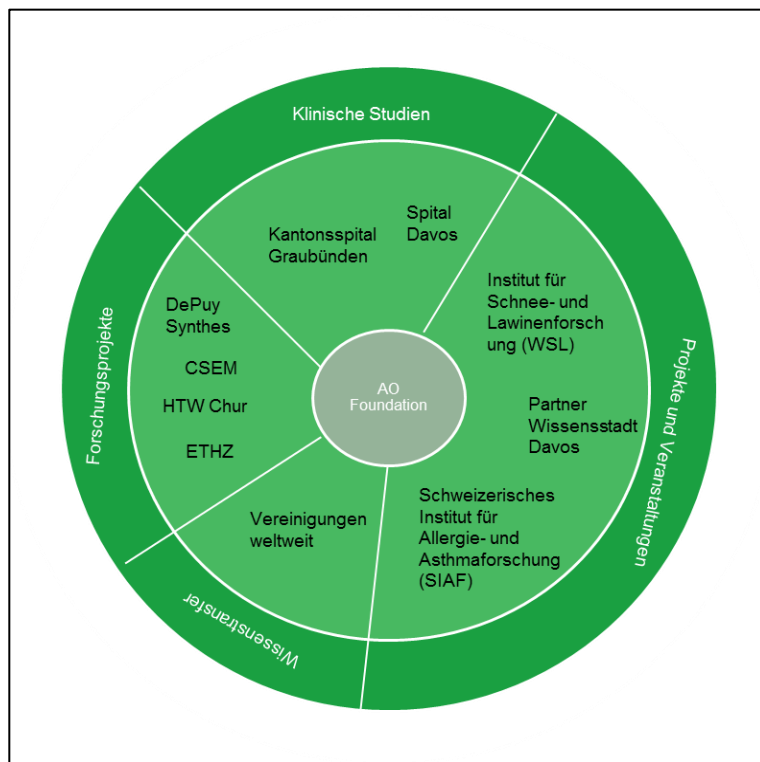 Klinische Studien
Kantonsspital
Graubünden
Spital
Davos
Institut für
Schnee- und
Lawinenforsch
ung (WSL)
Partner
Wissensstadt
Davos
Schweizerisches
Institut für
Allergie- und
Asthmaforschung
(SIAF)
Projekte und Veranstaltungen
Vereinigungen
weltweit
Wissenstransfer
DePuy
Synthes
CSEM
HTW Chur
ETHZ
Forschungsprojekte
AO
Foundation